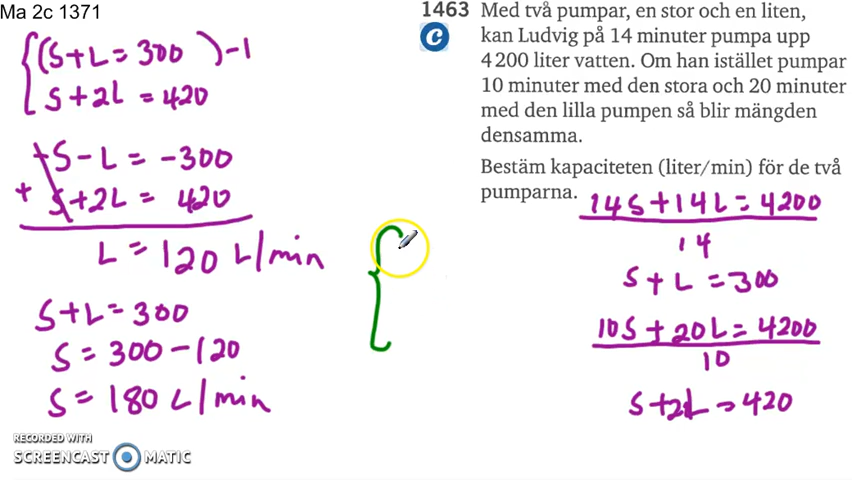 Ma 2c 1371
(S+L=300)-1
S+2L=420
-S-L=-300
+ S+2L=420
L=120 L/min
S+L=300
S=300-120
S=180 L/min
RECORDED WITH
SCREENCAST MATIC
1463 Med två pumpar, en stor och en liten,
C kan Ludvig på 14 minuter pumpa upp
4 200 liter vatten. Om han istället pumpar
10 minuter med den stora och 20 minuter
med den lilla pumpen så blir mängden
densamma.
Bestäm kapaciteten (liter/min) för de två
pumparna.
14S+14L=4200
14
S+L=300
10S+20L=4200
10
S+2L=420